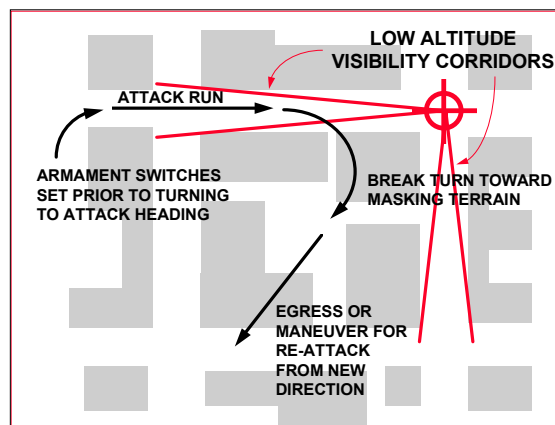 LOW ALTITUDE
VISIBILITY CORRIDORS
ATTACK RUN
ARMAMENT SWITCHES
SET PRIOR TO TURNING
TO ATTACK HEADING
BREAK TURN TOWARD
MASKING TERRAIN
EGRESS OR
MANEUVER FOR
RE-ATTACK
FROM NEW
DIRECTION